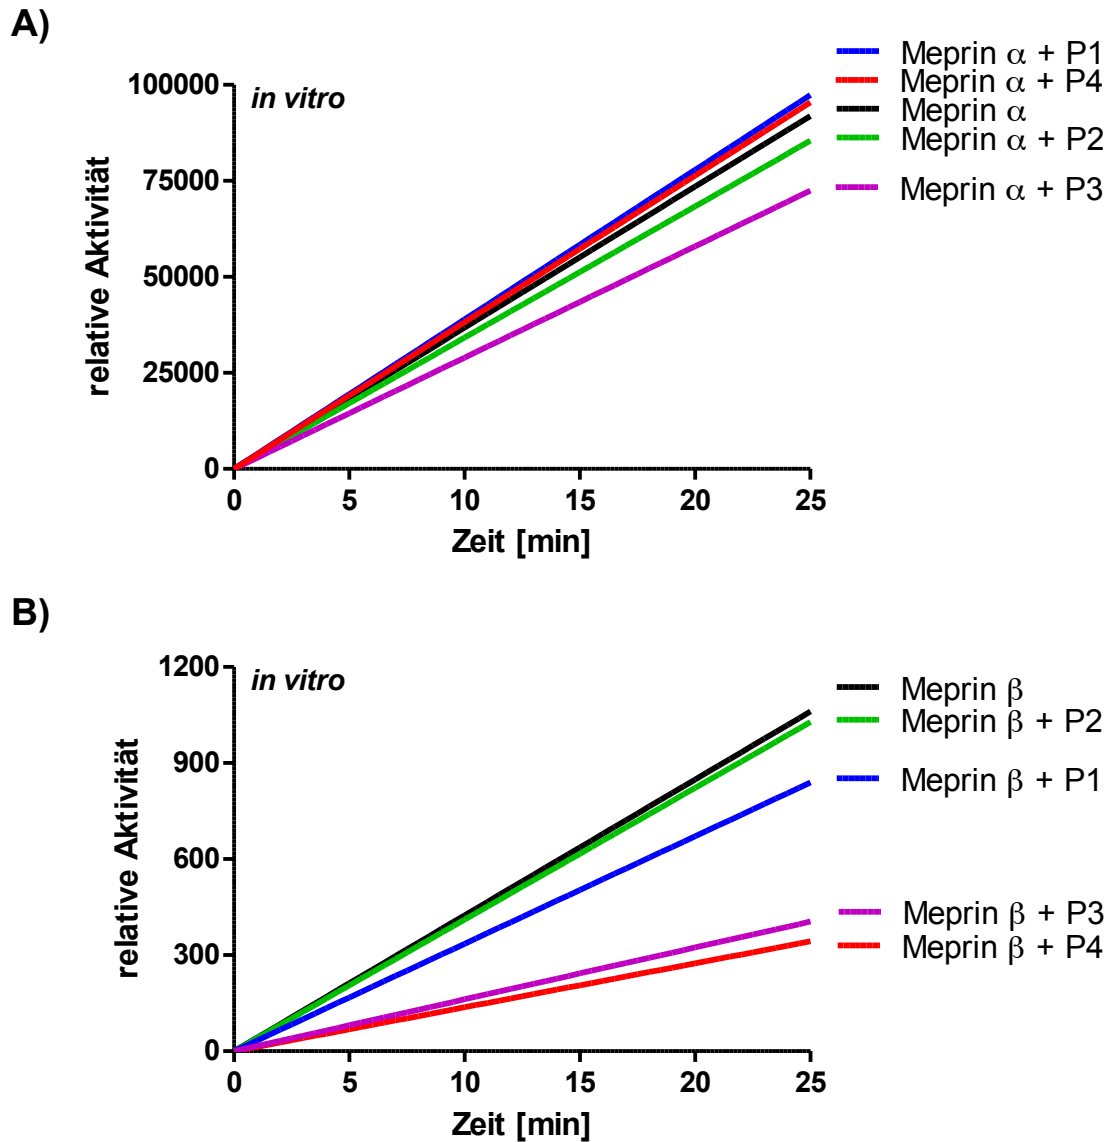 A)
in vitro
relative Aktivität
100000
75000
50000
25000
0
0 5 10 15 20 25
Zeit [min]
Meprin α + P1
Meprin α + P4
Meprin α
Meprin α + P2
Meprin α + P3
B)
in vitro
relative Aktivität
1200
900
600
300
0
0 5 10 15 20 25
Zeit [min]
Meprin β
Meprin β + P2
Meprin β + P1
Meprin β + P3
Meprin β + P4